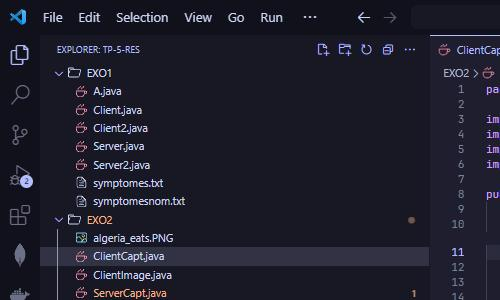 File Edit Selection View Go Run ···
EXPLORER: TP-5-RES
EXO1
A.java
Client.java
Client2.java
Server.java
Server2.java
symptomes.txt
symptomesnom.txt
EXO2
algeria_eats.PNG
ClientCapt.java
ClientImage.java
ServerCapt.java 1
2
ClientCap
EXO2 >
1 pa
2
3 im
4 im
5 im
6 im
7
8 pu
9
10
11
12
13
14